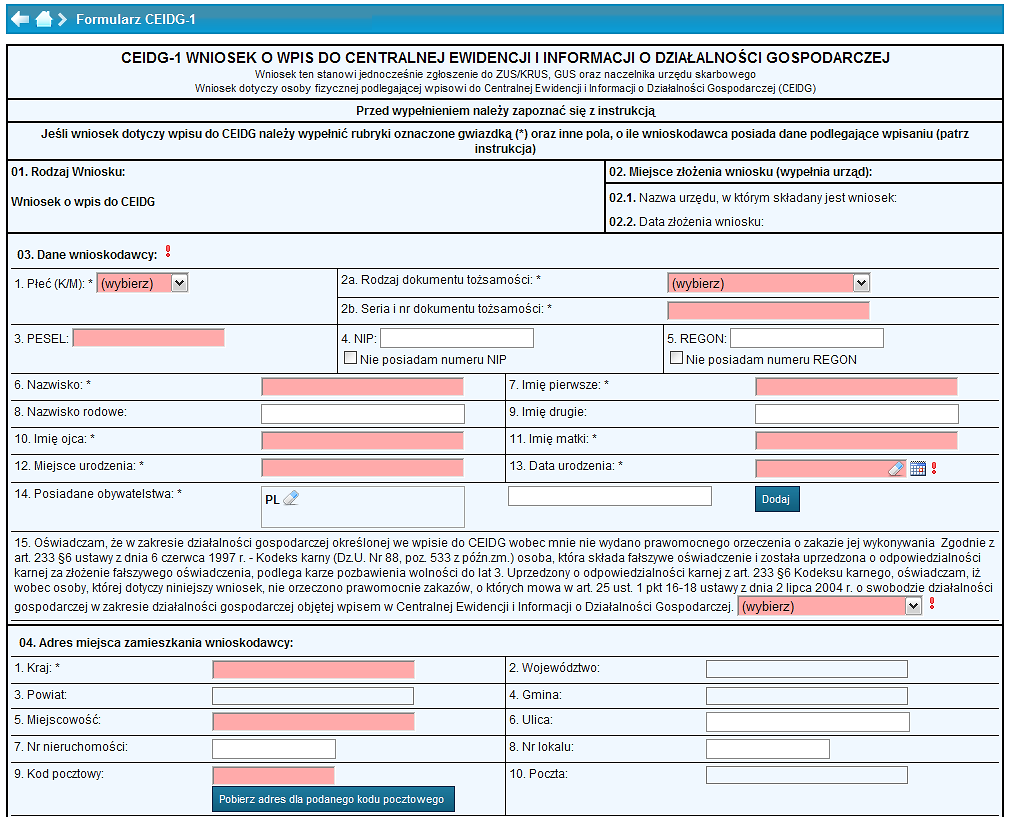 Formularz CEIDG-1
CEIDG-1 WNIOSEK O WPIS DO CENTRALNEJ EWIDENCJI I INFORMACJI O DZIAŁALNOŚCI GOSPODARCZEJ
Wniosek ten stanowi jednocześnie zgłoszenie do ZUS/KRUS, GUS oraz naczelnika urzędu skarbowego
Wniosek dotyczy osoby fizycznej podlegającej wpisowi do Centralnej Ewidencji i Informacji o Działalności Gospodarczej (CEIDG)
Przed wypełnieniem należy zapoznać się z instrukcją
Jeśli wniosek dotyczy wpisu do CEIDG należy wypełnić rubryki oznaczone gwiazdką (*) oraz inne pola, o ile wnioskodawca posiada dane podlegające wpisaniu (patrz
instrukcja)
01. Rodzaj Wniosku:
Wniosek o wpis do CEIDG
02. Miejsce złożenia wniosku (wypełnia urząd):
02.1. Nazwa urzędu, w którym składany jest wniosek:
02.2. Data złożenia wniosku:
03. Dane wnioskodawcy: !
1. Płeć (K/M): * (wybierz)
2a. Rodzaj dokumentu tożsamości: * (wybierz)
2b. Seria i nr dokumentu tożsamości: *
3. PESEL:
4. NIP:
Nie posiadam numeru NIP
5. REGON:
Nie posiadam numeru REGON
6. Nazwisko: *
7. Imię pierwsze: *
8. Nazwisko rodowe:
9. Imię drugie:
10. Imię ojca: *
11. Imię matki: *
12. Miejsce urodzenia: *
13. Data urodzenia: * !
14. Posiadane obywatelstwa: * PL Dodaj
15. Oświadczam, że w zakresie działalności gospodarczej określonej we wpisie do CEIDG wobec mnie nie wydano prawomocnego orzeczenia o zakazie jej wykonywania Zgodnie z
art. 233 §6 ustawy z dnia 6 czerwca 1997 r. - Kodeks karny (Dz.U. Nr 88, poz. 533 z późn.zm.) osoba, która składa fałszywe oświadczenie i została uprzedzona o odpowiedzialności
karnej za złożenie fałszywego oświadczenia, podlega karze pozbawienia wolności do lat 3. Uprzedzony o odpowiedzialności karnej z art. 233 §6 Kodeksu karnego, oświadczam, iż
wobec osoby, której dotyczy niniejszy wniosek, nie orzeczono prawomocnie zakazów, o których mowa w art. 25 ust. 1 pkt 16-18 ustawy z dnia 2 lipca 2004 r. o swobodzie działalności
gospodarczej w zakresie działalności gospodarczej objętej wpisem w Centralnej Ewidencji i Informacji o Działalności Gospodarczej. (wybierz) !
04. Adres miejsca zamieszkania wnioskodawcy:
1. Kraj: *
2. Województwo:
3. Powiat:
4. Gmina:
5. Miejscowość:
6. Ulica:
7. Nr nieruchomości:
8. Nr lokalu:
9. Kod pocztowy:
10. Poczta:
Pobierz adres dla podanego kodu pocztowego